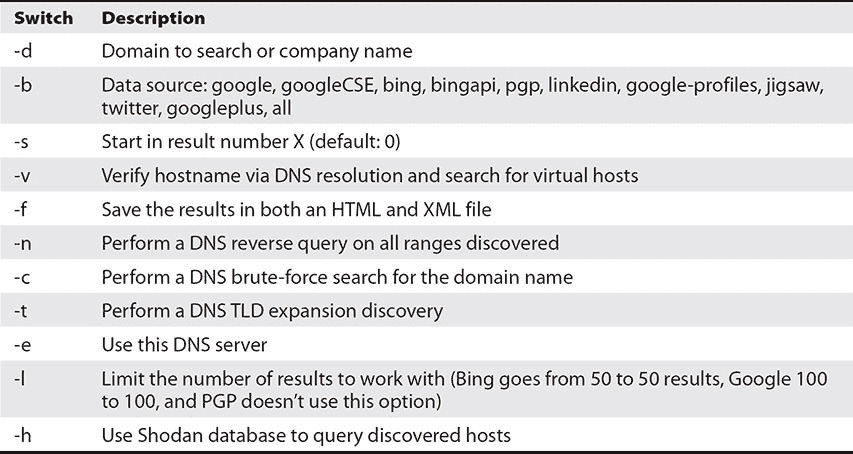 Switch Description
-d Domain to search or company name
-b Data source: google, googleCSE, bing, bingapi, pgp, linkedin, google-profiles, jigsaw,
twitter, googleplus, all
-s Start in result number X (default: 0)
-v Verify hostname via DNS resolution and search for virtual hosts
-f Save the results in both an HTML and XML file
-n Perform a DNS reverse query on all ranges discovered
-c Perform a DNS brute-force search for the domain name
-t Perform a DNS TLD expansion discovery
-e Use this DNS server
-l Limit the number of results to work with (Bing goes from 50 to 50 results, Google 100
to 100, and PGP doesn’t use this option)
-h Use Shodan database to query discovered hosts